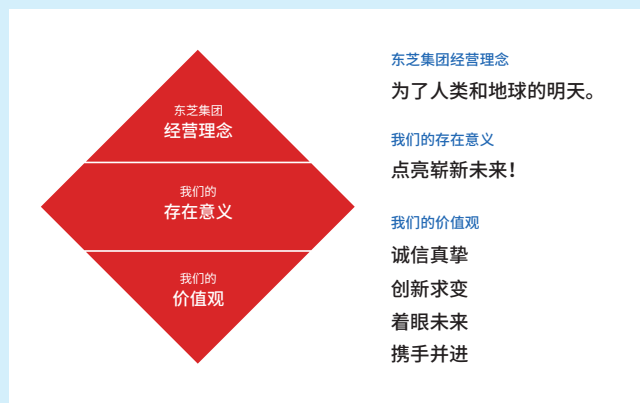 东芝集团
经营理念
我们的
存在意义
我们的
价值观
东芝集团经营理念
为了人类和地球的明天。
我们的存在意义
点亮崭新未来！
我们的价值观
诚信真挚
创新求变
着眼未来
携手并进